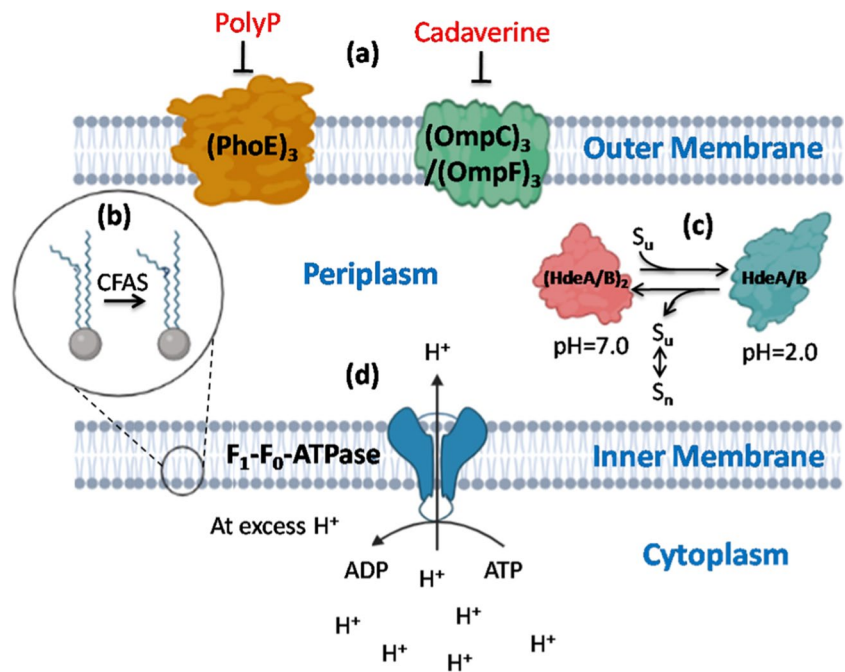 PolyP
Cadaverine
(a)
(PhoE)₃
(OmpC)₃
/(OmpF)₃
Outer Membrane
(b)
CFAS
Periplasm
(c)
Sᵤ
(HdeA/B)₂
HdeA/B
Sᵤ
pH=7.0
pH=2.0
Sₙ
(d)
H⁺
F₁-F₀-ATPase
Inner Membrane
At excess H⁺
ADP
H⁺
ATP
Cytoplasm
H⁺
H⁺
H⁺
H⁺
H⁺